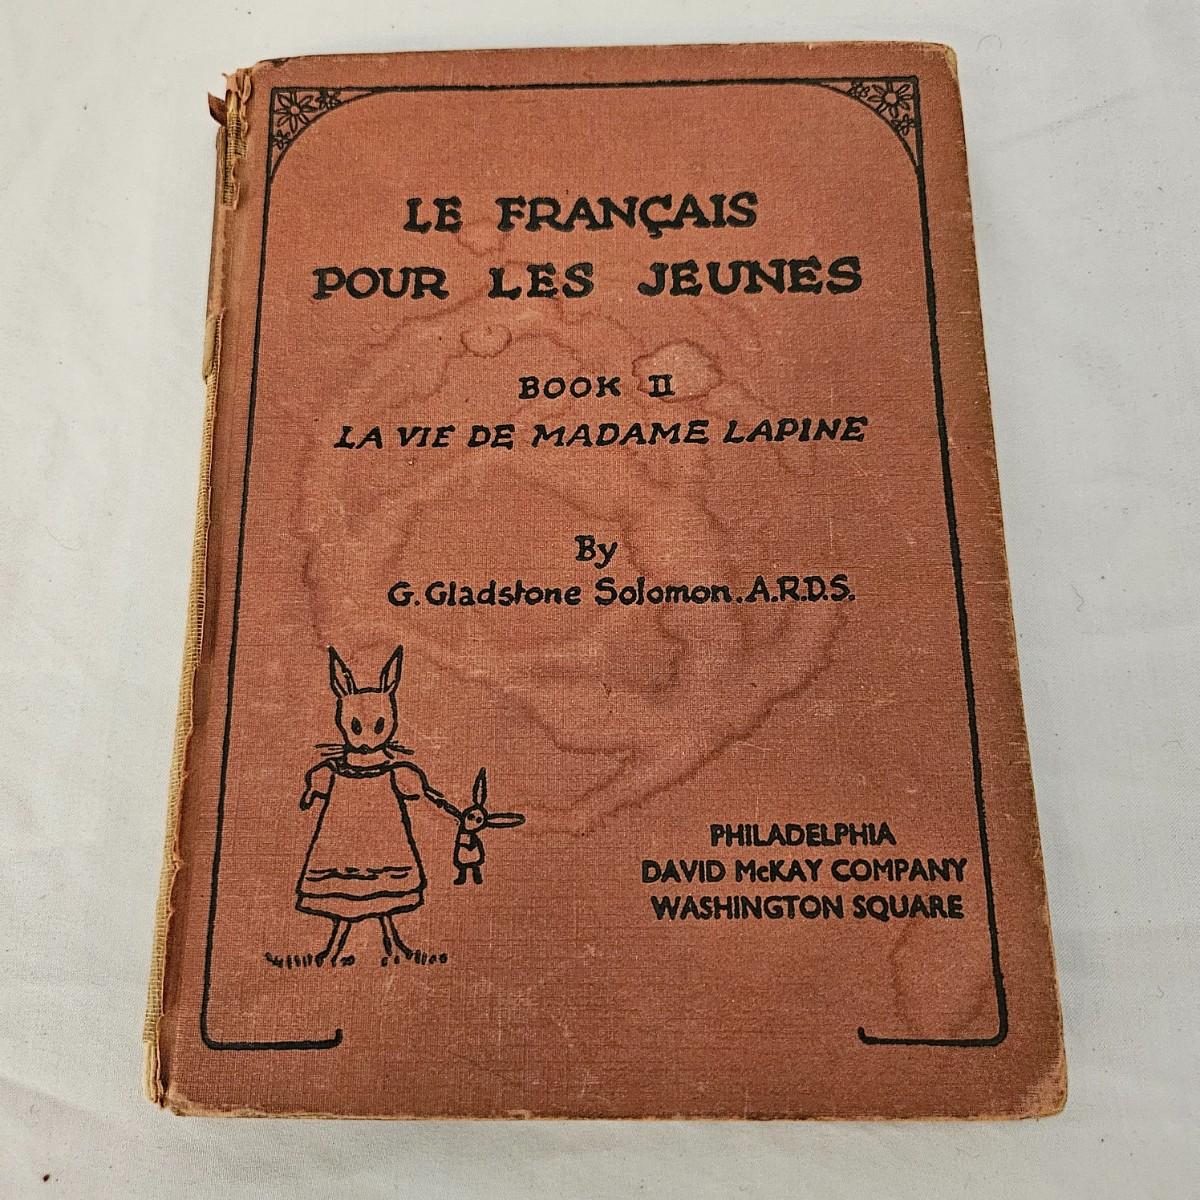 LE FRANÇAIS
POUR LES JEUNES
BOOK II
LA VIE DE MADAME LAPINE
By
G. Gladstone Solomon. A.R.D.S.
PHILADELPHIA
DAVID McKAY COMPANY
WASHINGTON SQUARE